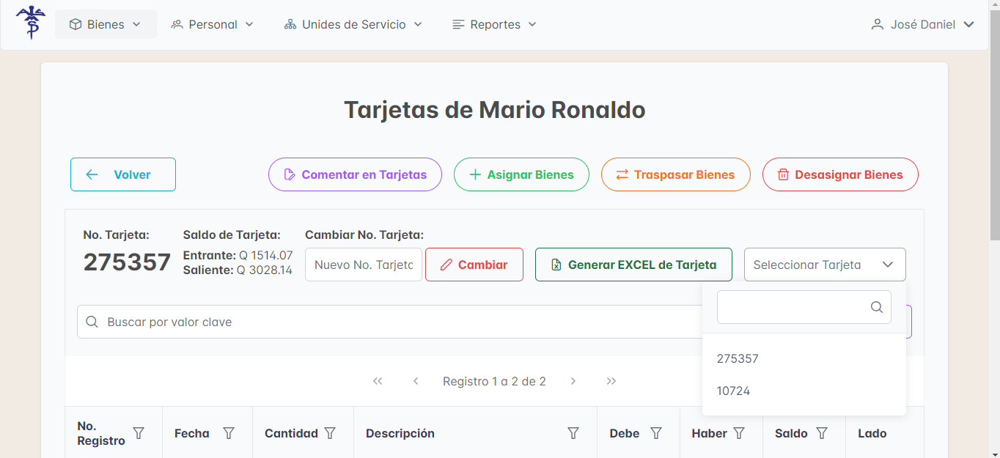 Bienes
Personal
Unides de Servicio
Reportes
José Daniel
Tarjetas de Mario Ronaldo
Volver
Comentar en Tarjetas
Asignar Bienes
Traspasar Bienes
Desasignar Bienes
No. Tarjeta:
275357
Saldo de Tarjeta:
Entrante: Q 1514.07
Saliente: Q 3028.14
Cambiar No. Tarjeta:
Nuevo No. Tarjeta
Cambiar
Generar EXCEL de Tarjeta
Seleccionar Tarjeta
275357
10724
Buscar por valor clave
Registro 1 a 2 de 2
No.
Registro
Fecha
Cantidad
Descripción
Debe
Haber
Saldo
Lado